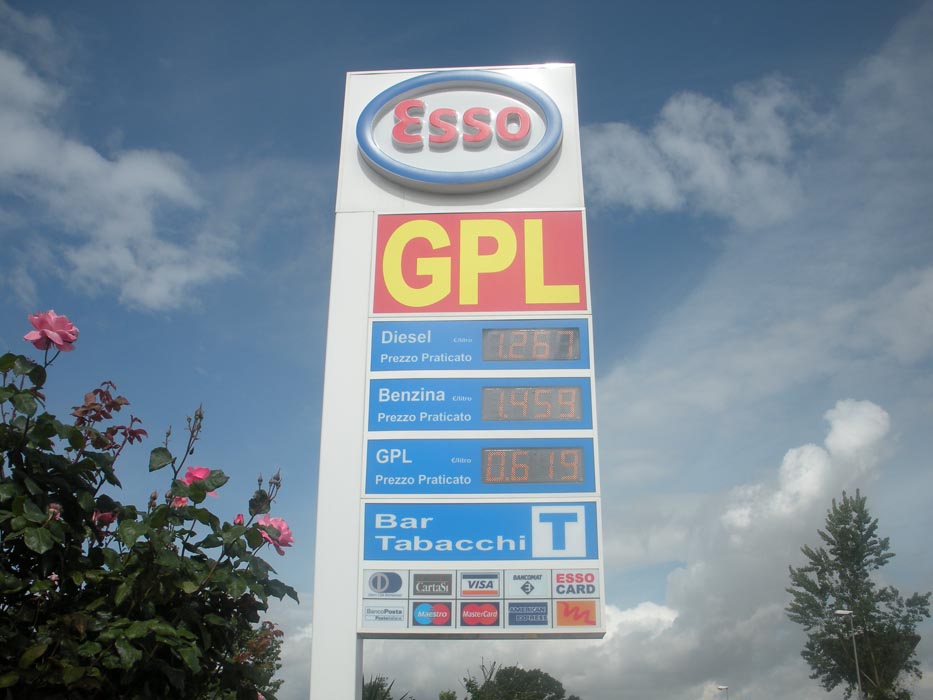 Esso
GPL
Diesel €/litro 1.267
Prezzo Praticato
Benzina €/litro 1.459
Prezzo Praticato
GPL €/litro 0.619
Prezzo Praticato
Bar T
Tabacchi
CartaSì VISA BANCOMAT ESSO CARD
BancoPosta Maestro MasterCard AMERICAN EXPRESS